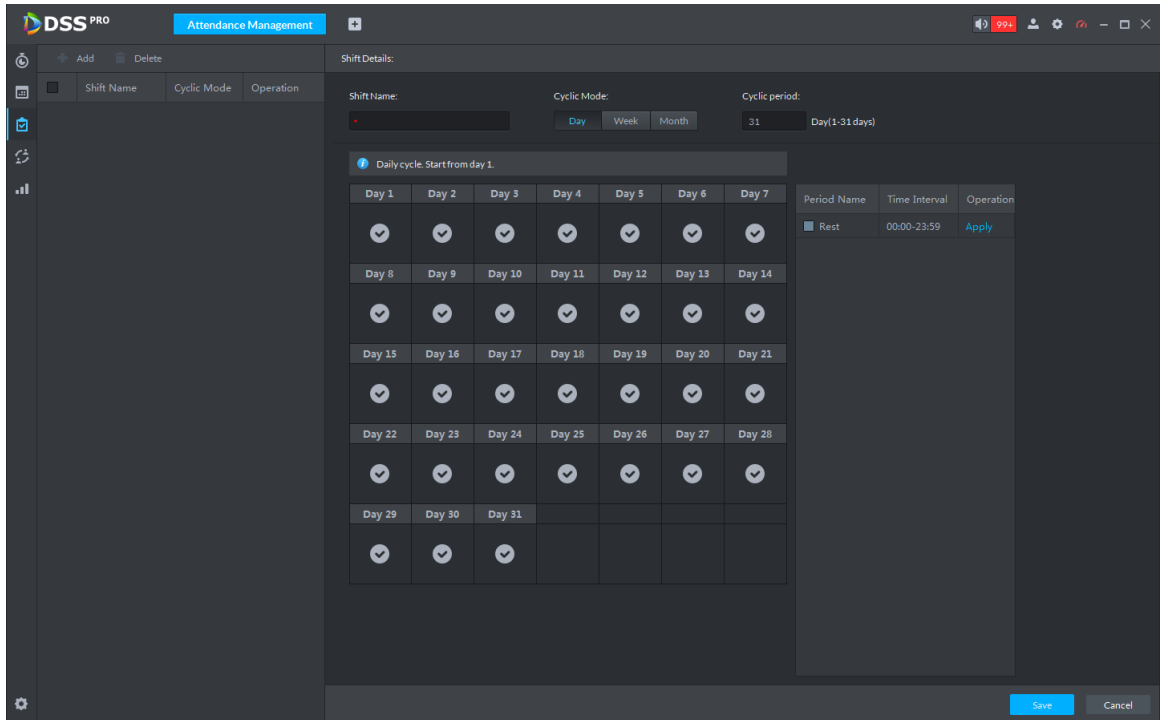 DSS PRO Attendance Management 99+
Add Delete
Shift Name Cyclic Mode Operation
Shift Details:
Shift Name: Cyclic Mode: Cyclic period:
* Day Week Month 31 Day(1-31 days)
Daily cycle. Start from day 1.
Day 1 Day 2 Day 3 Day 4 Day 5 Day 6 Day 7
Day 8 Day 9 Day 10 Day 11 Day 12 Day 13 Day 14
Day 15 Day 16 Day 17 Day 18 Day 19 Day 20 Day 21
Day 22 Day 23 Day 24 Day 25 Day 26 Day 27 Day 28
Day 29 Day 30 Day 31
Period Name Time Interval Operation
Rest 00:00-23:59 Apply
Save Cancel